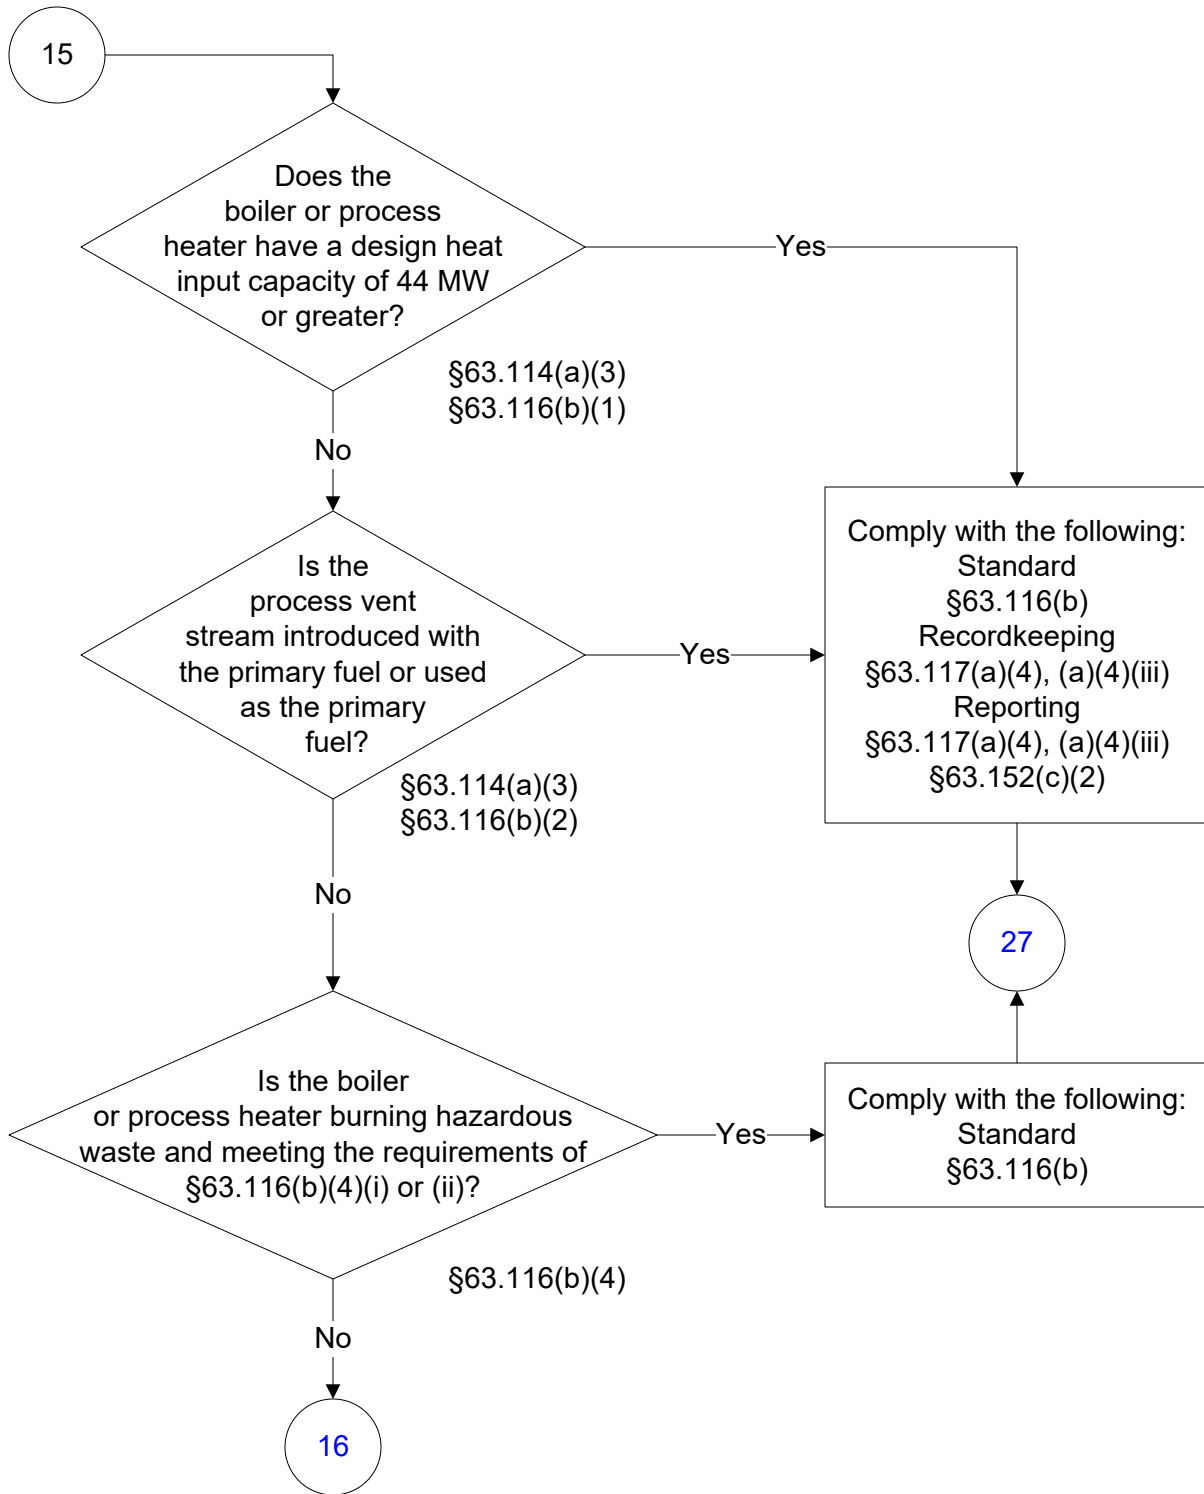 15
Does the
boiler or process
heater have a design heat
input capacity of 44 MW
or greater?
Yes
§63.114(a)(3)
§63.116(b)(1)
No
Is the
process vent
stream introduced with
the primary fuel or used
as the primary
fuel?
Yes
§63.114(a)(3)
§63.116(b)(2)
Comply with the following:
Standard
§63.116(b)
Recordkeeping
§63.117(a)(4), (a)(4)(iii)
Reporting
§63.117(a)(4), (a)(4)(iii)
§63.152(c)(2)
No
27
Is the boiler
or process heater burning hazardous
waste and meeting the requirements of
§63.116(b)(4)(i) or (ii)?
Yes
Comply with the following:
Standard
§63.116(b)
§63.116(b)(4)
No
16